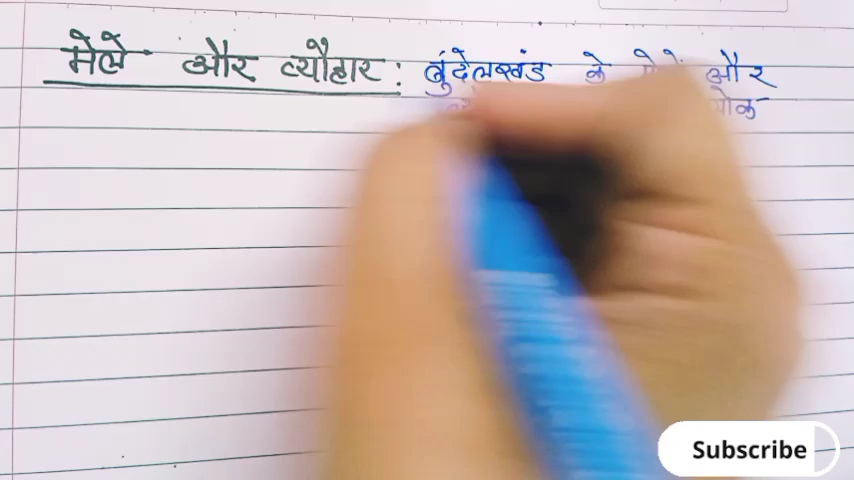 मेले और त्यौहार : बुंदेलखंड के और
लोक
Subscribe